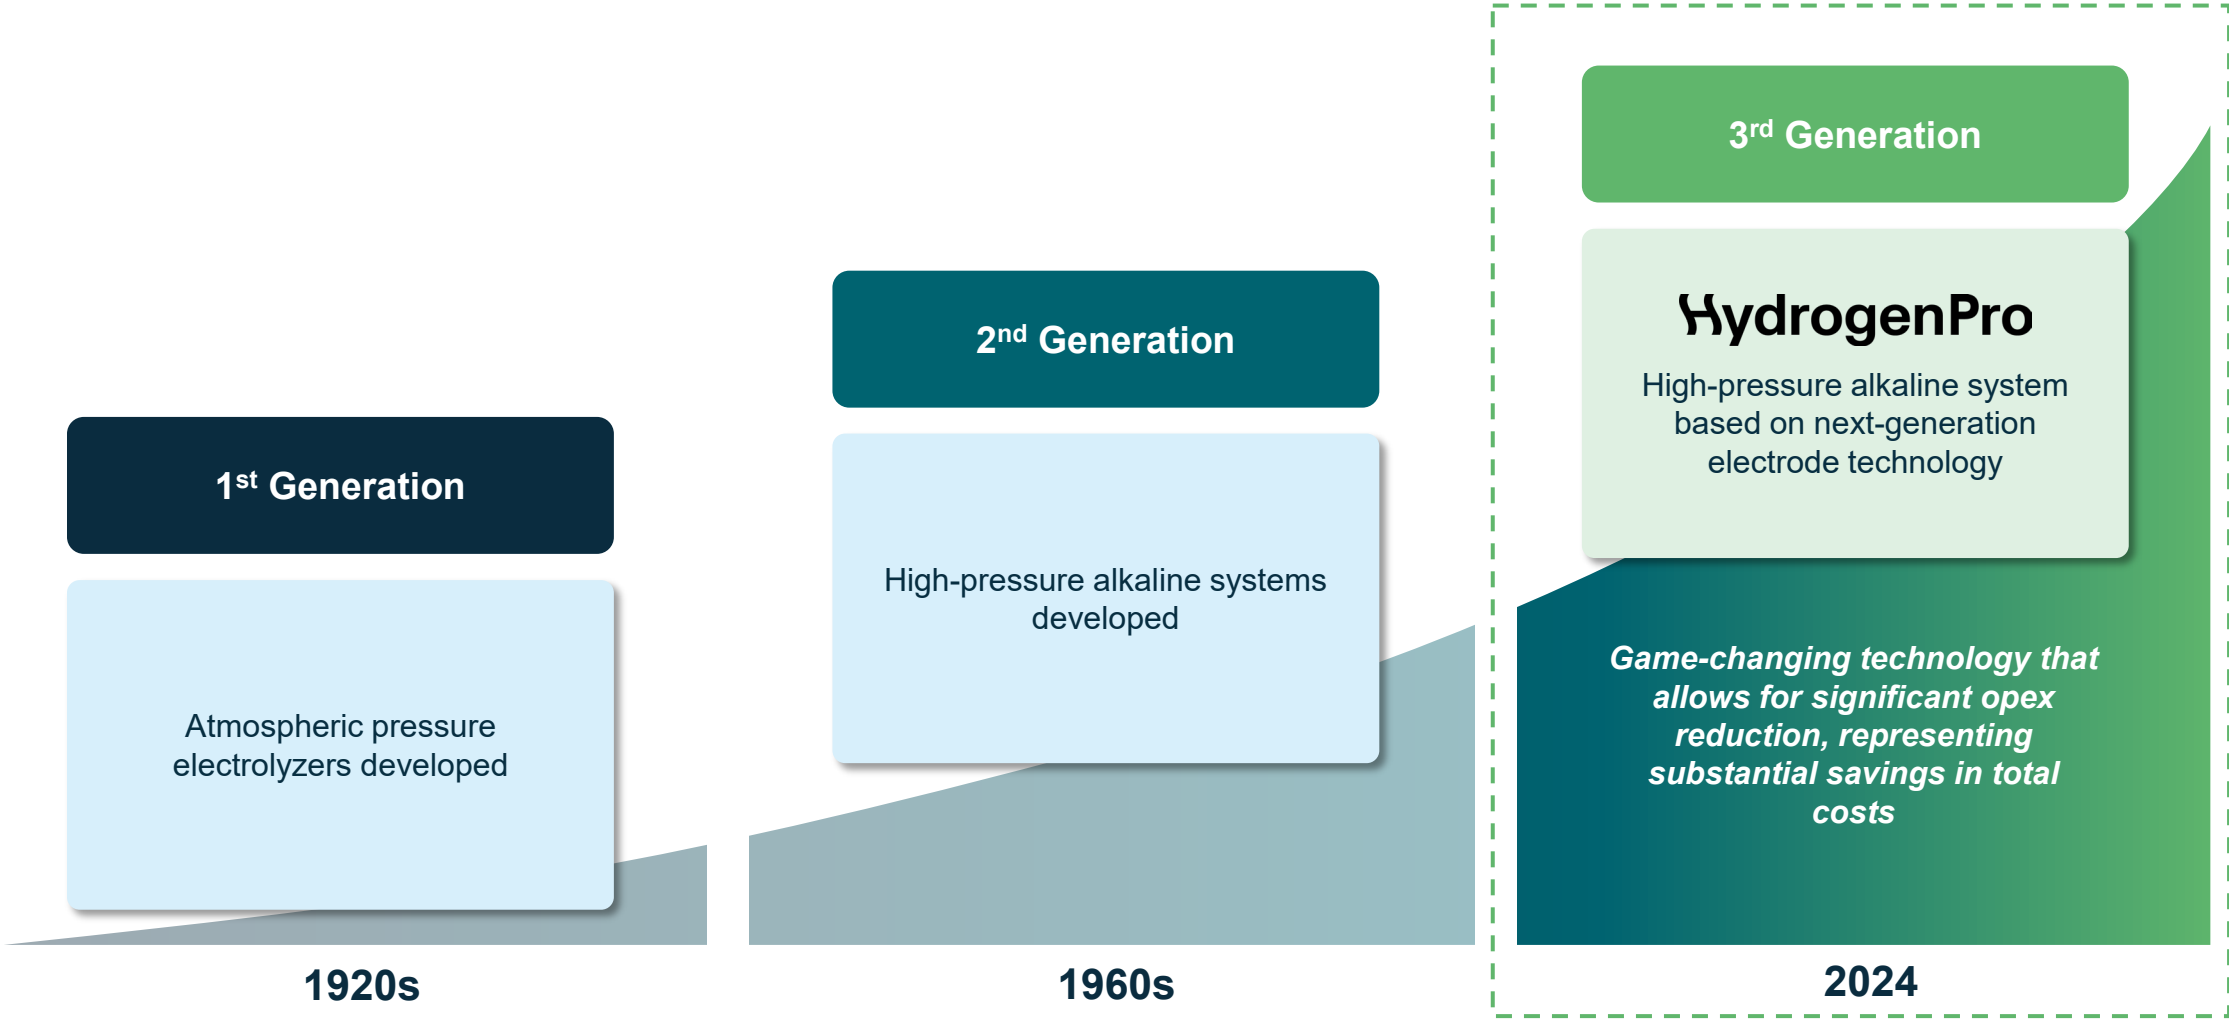 1st Generation
Atmospheric pressure
electrolyzers developed
1920s
2nd Generation
High-pressure alkaline systems
developed
1960s
3rd Generation
HydrogenPro
High-pressure alkaline system
based on next-generation
electrode technology
Game-changing technology that
allows for significant opex
reduction, representing
substantial savings in total
costs
2024